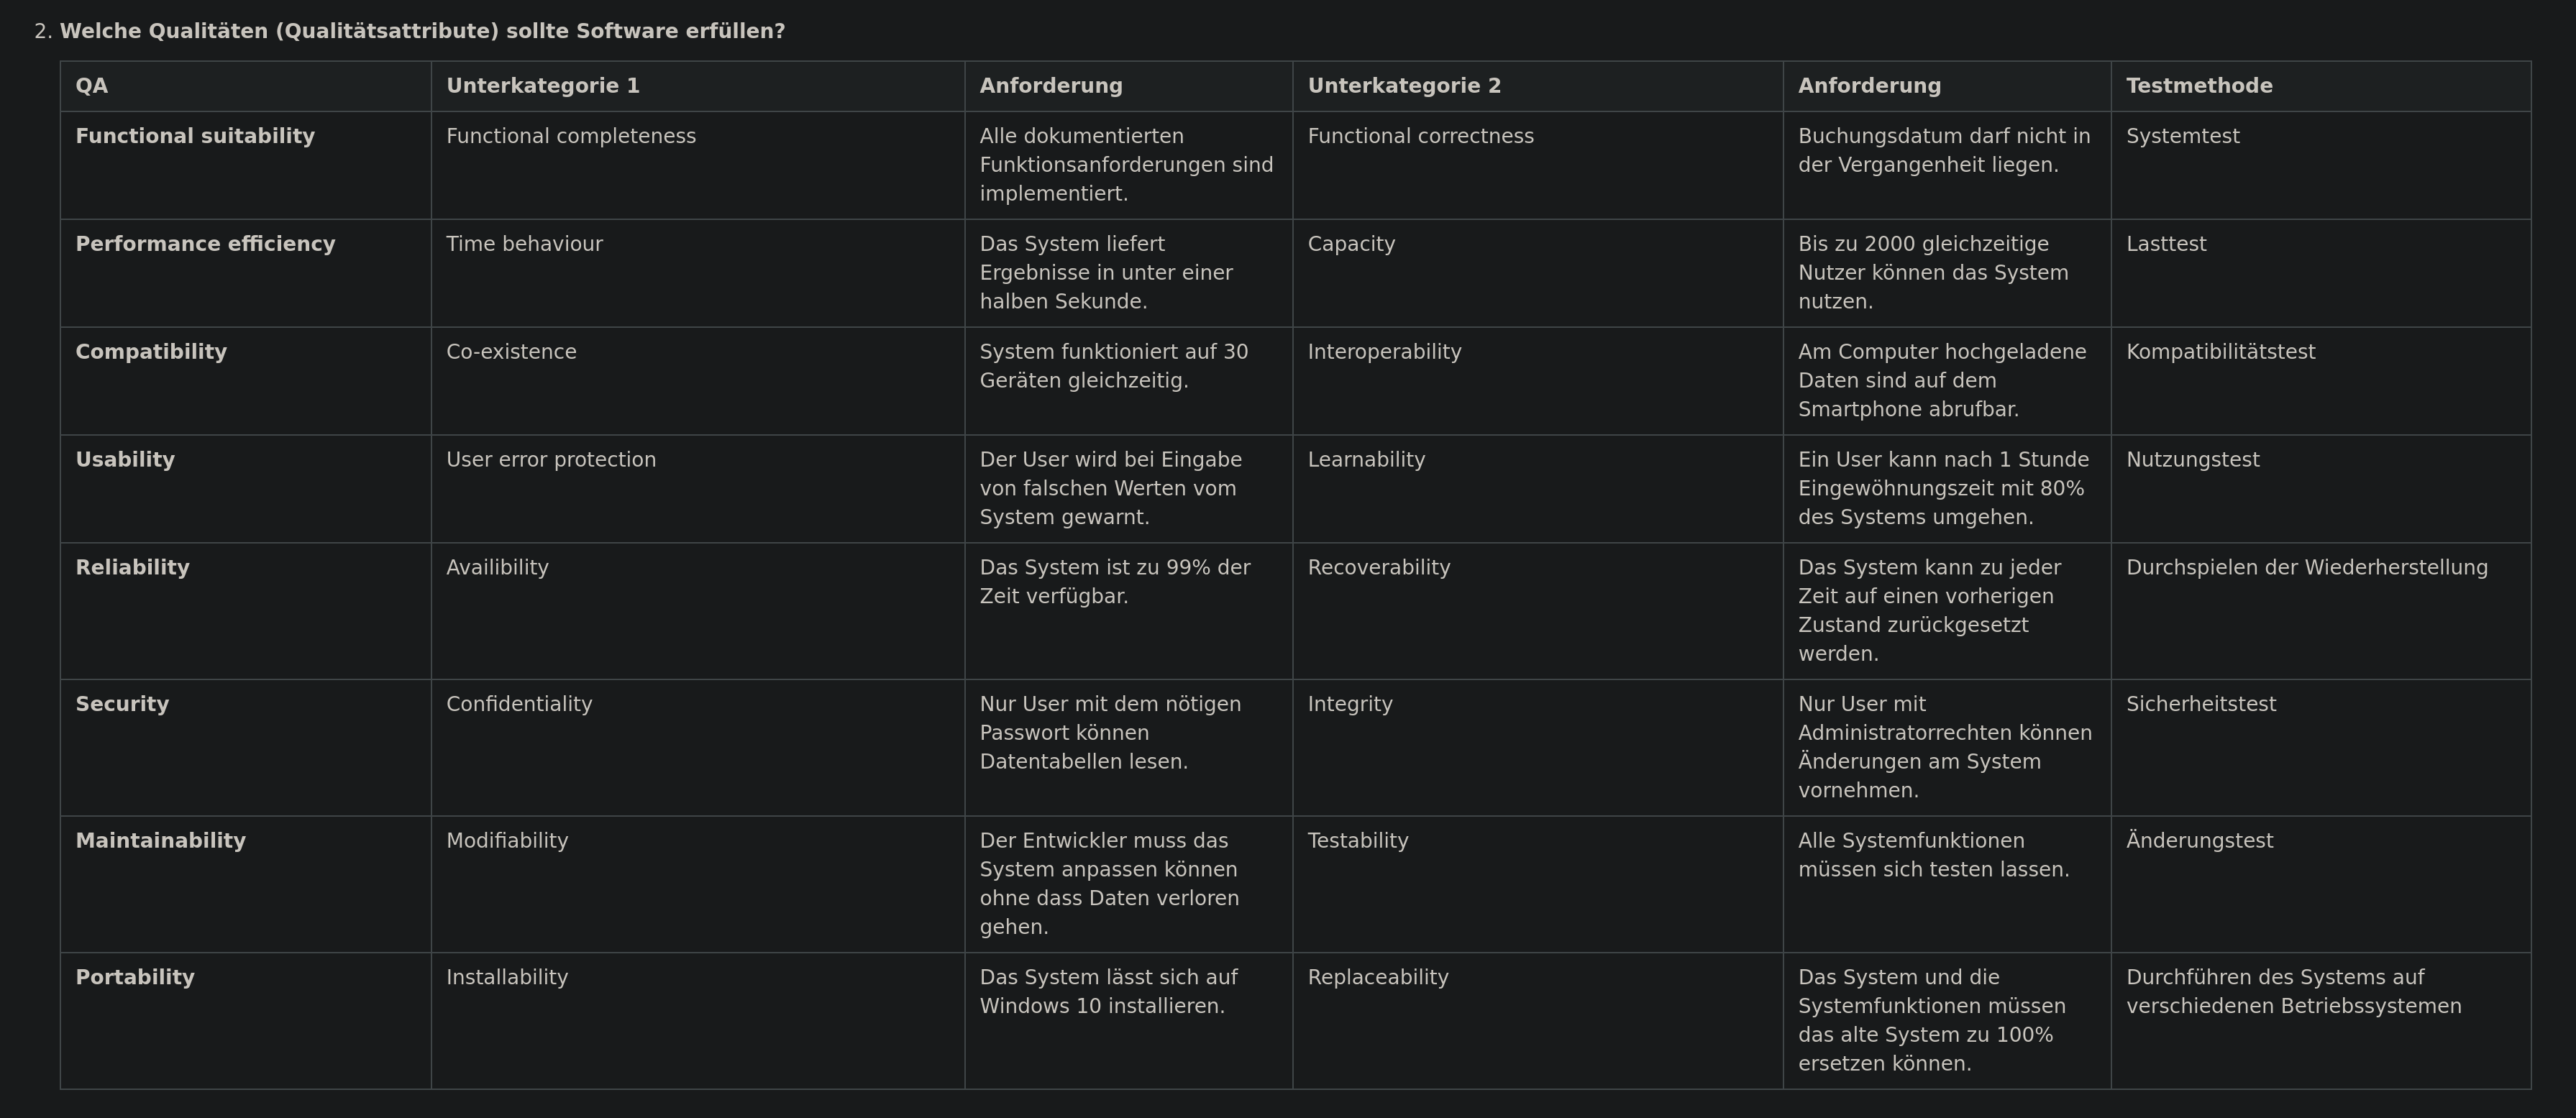 2. Welche Qualitäten (Qualitätsattribute) sollte Software erfüllen?
QA
Unterkategorie 1
Anforderung
Unterkategorie 2
Anforderung
Testmethode
Functional suitability
Functional completeness
Alle dokumentierten
Funktionsanforderungen sind
implementiert.
Functional correctness
Buchungsdatum darf nicht in
der Vergangenheit liegen.
Systemtest
Performance efficiency
Time behaviour
Das System liefert
Ergebnisse in unter einer
halben Sekunde.
Capacity
Bis zu 2000 gleichzeitige
Nutzer können das System
nutzen.
Lasttest
Compatibility
Co-existence
System funktioniert auf 30
Geräten gleichzeitig.
Interoperability
Am Computer hochgeladene
Daten sind auf dem
Smartphone abrufbar.
Kompatibilitätstest
Usability
User error protection
Der User wird bei Eingabe
von falschen Werten vom
System gewarnt.
Learnability
Ein User kann nach 1 Stunde
Eingewöhnungszeit mit 80%
des Systems umgehen.
Nutzungstest
Reliability
Availibility
Das System ist zu 99% der
Zeit verfügbar.
Recoverability
Das System kann zu jeder
Zeit auf einen vorherigen
Zustand zurückgesetzt
werden.
Durchspielen der Wiederherstellung
Security
Confidentiality
Nur User mit dem nötigen
Passwort können
Datentabellen lesen.
Integrity
Nur User mit
Administratorrechten können
Änderungen am System
vornehmen.
Sicherheitstest
Maintainability
Modifiability
Der Entwickler muss das
System anpassen können
ohne dass Daten verloren
gehen.
Testability
Alle Systemfunktionen
müssen sich testen lassen.
Änderungstest
Portability
Installability
Das System lässt sich auf
Windows 10 installieren.
Replaceability
Das System und die
Systemfunktionen müssen
das alte System zu 100%
ersetzen können.
Durchführen des Systems auf
verschiedenen Betriebssystemen